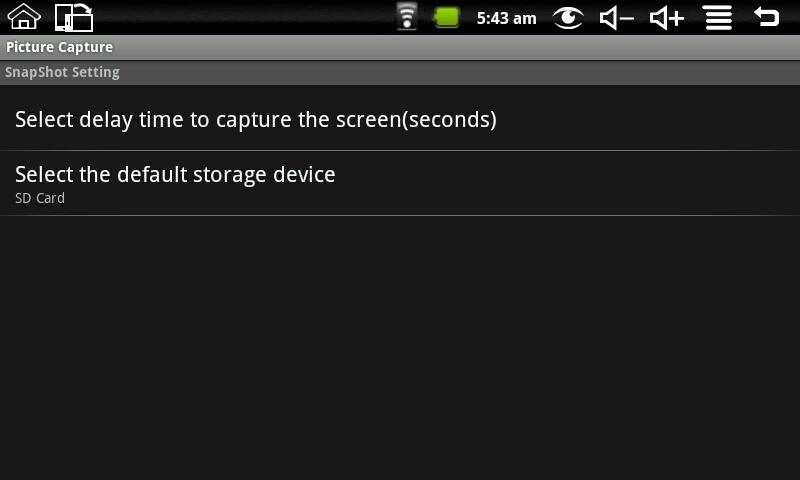 5:43 am
Picture Capture
SnapShot Setting
Select delay time to capture the screen(seconds)
Select the default storage device
SD Card